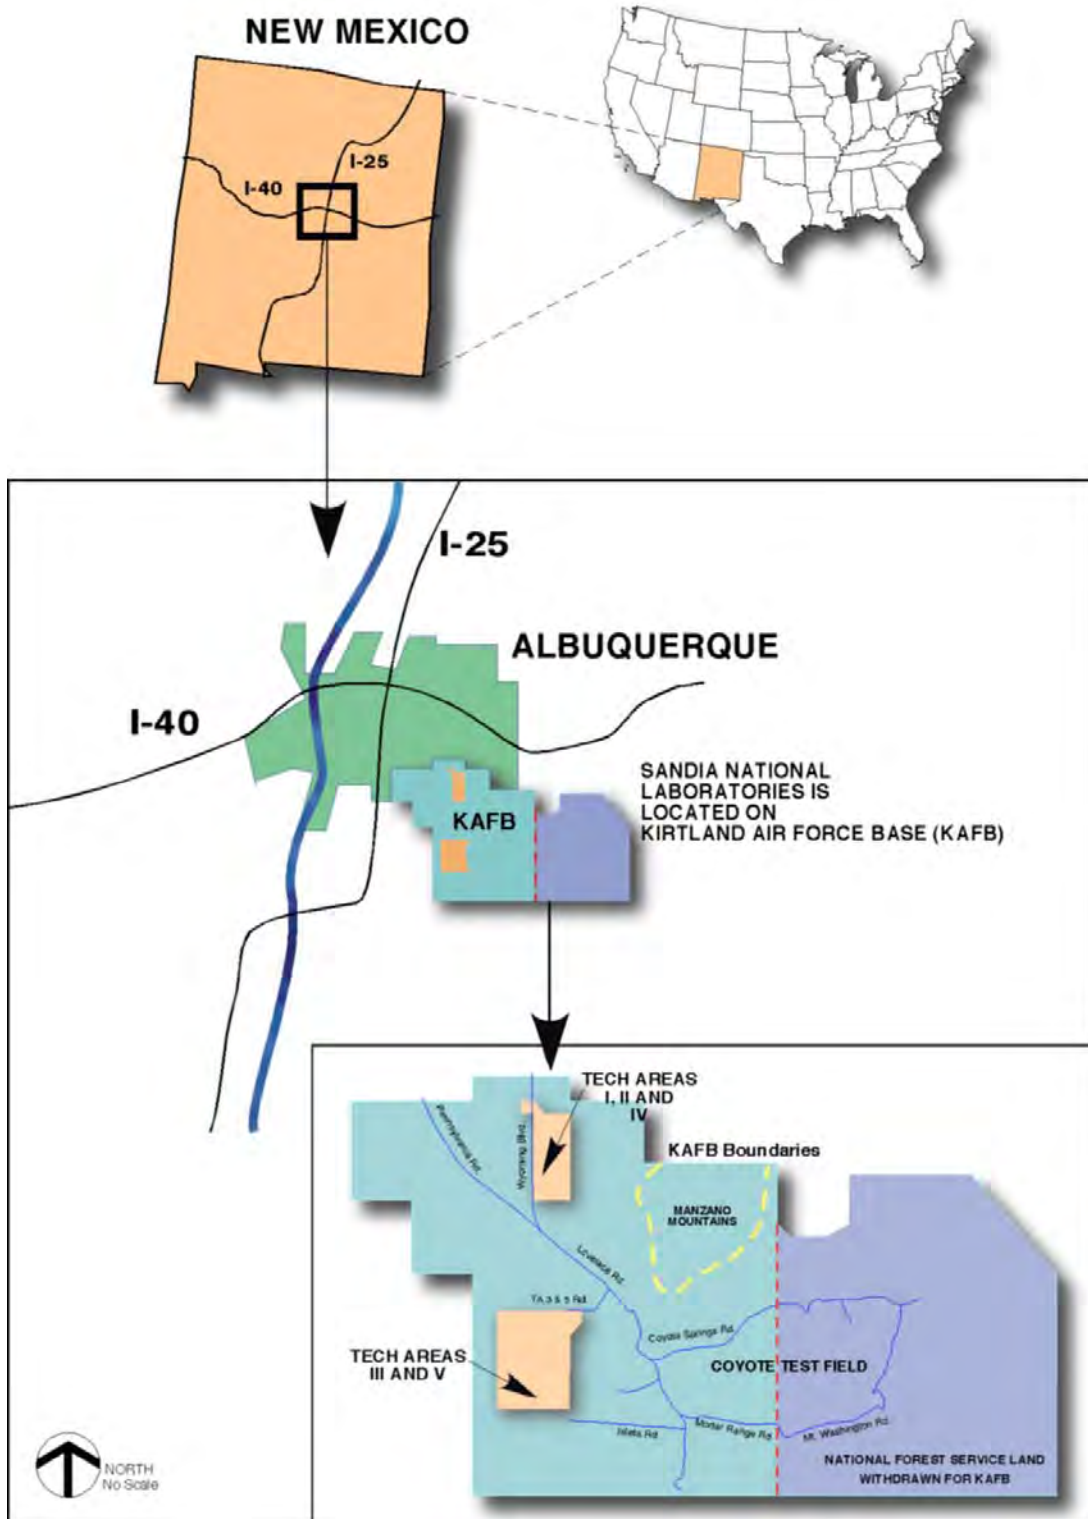 NEW MEXICO
I-25
I-40
I-25
ALBUQUERQUE
I-40
SANDIA NATIONAL
LABORATORIES IS
LOCATED ON
KIRTLAND AIR FORCE BASE (KAFB)
KAFB
TECH AREAS
I, II AND
IV
Pennsylvania Rd.
Wyoming Blvd.
KAFB Boundaries
MANZANO
MOUNTAINS
Lovelace Rd.
TA 3 & 5 Rd.
Coyote Springs Rd.
TECH AREAS
III AND V
COYOTE TEST FIELD
Isleta Rd.
Mortar Range Rd.
Mt. Washington Rd.
NATIONAL FOREST SERVICE LAND
WITHDRAWN FOR KAFB
NORTH
No Scale